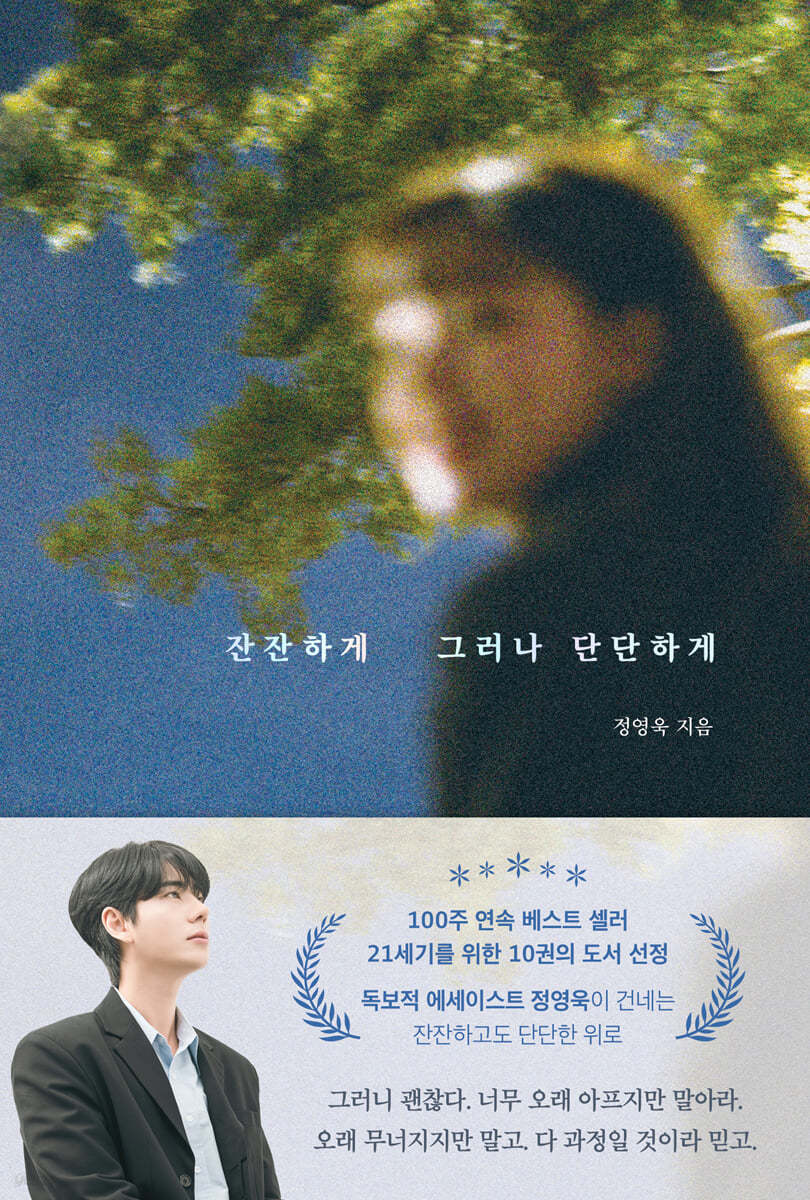 잔잔하게 그러나 단단하게
정영욱 지음
100주 연속 베스트 셀러
21세기를 위한 10권의 도서 선정
독보적 에세이스트 정영욱이 건네는
잔잔하고도 단단한 위로
그러니 괜찮다. 너무 오래 아프지만 말아라.
오래 무너지지만 말고. 다 과정일 것이라 믿고.